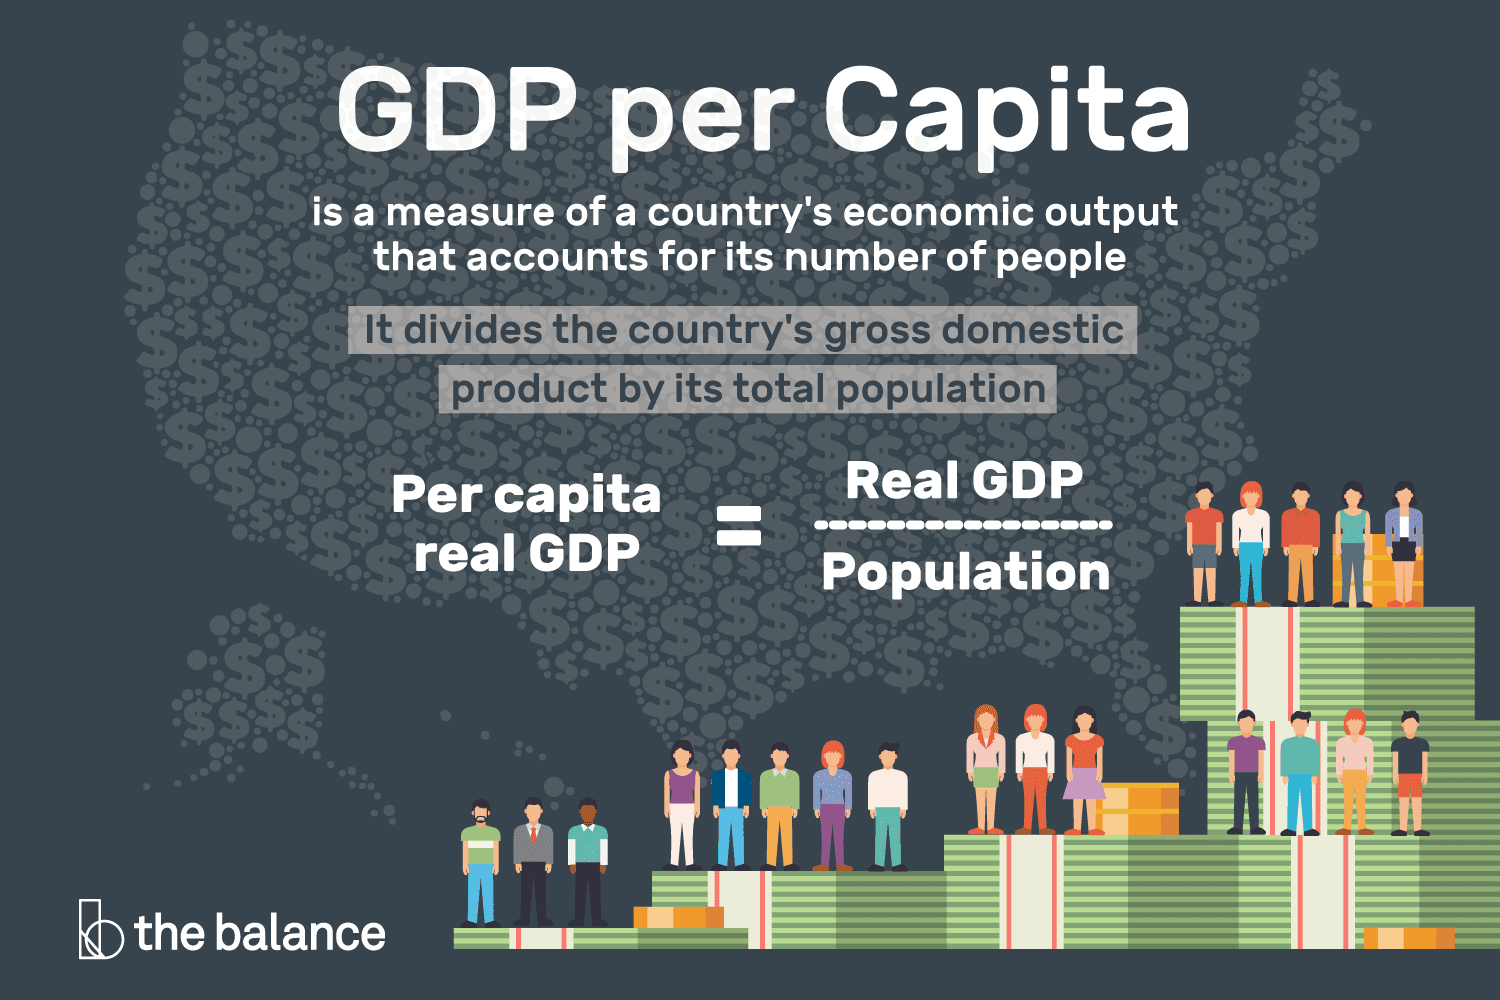 GDP per Capita
is a measure of a country's economic output
that accounts for its number of people
It divides the country's gross domestic
product by its total population
Per capita
real GDP
=
Real GDP
Population
the balance